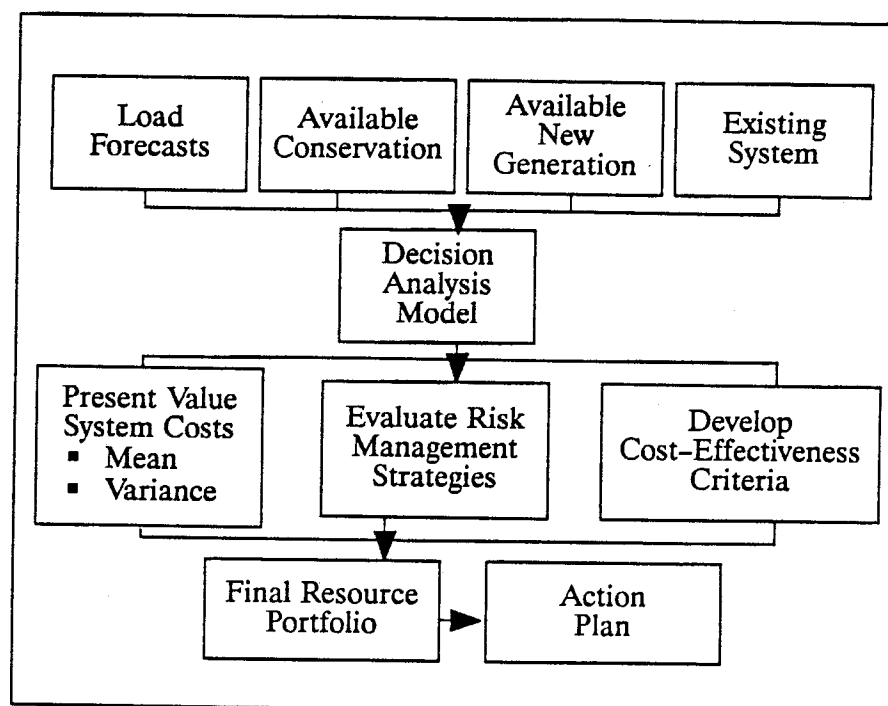 Load
Forecasts
Available
Conservation
Available
New
Generation
Existing
System
Decision
Analysis
Model
Present Value
System Costs
▪ Mean
▪ Variance
Evaluate Risk
Management
Strategies
Develop
Cost-Effectiveness
Criteria
Final Resource
Portfolio
Action
Plan